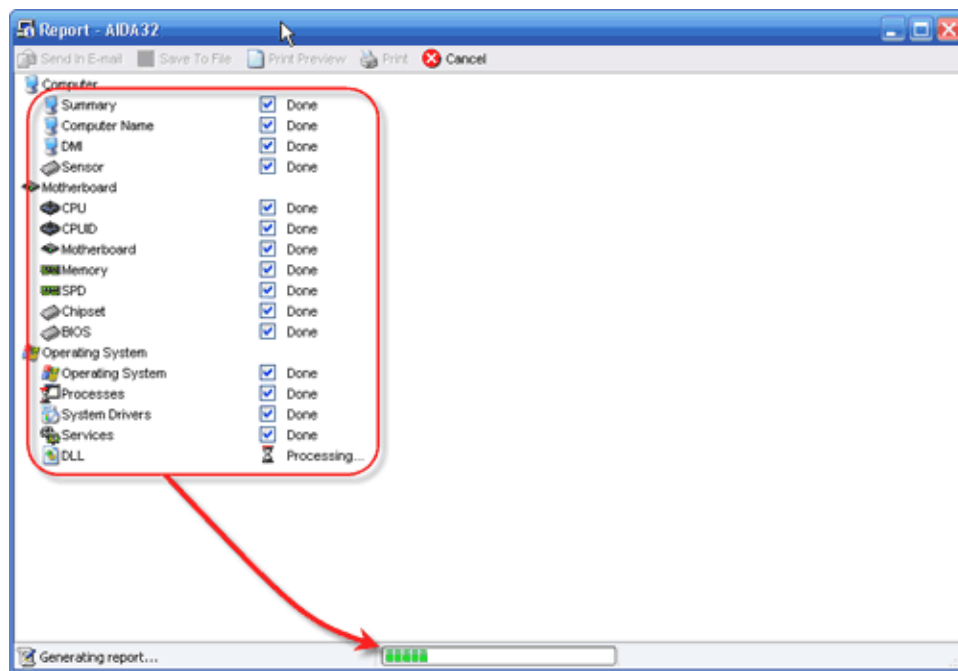 Report - AIDA32
Send In E-mail Save To File Print Preview Print Cancel
Computer
Summary Done
Computer Name Done
DMI Done
Sensor Done
Motherboard
CPU Done
CPUID Done
Motherboard Done
Memory Done
SPD Done
Chipset Done
BIOS Done
Operating System
Operating System Done
Processes Done
System Drivers Done
Services Done
DLL Processing...
Generating report...